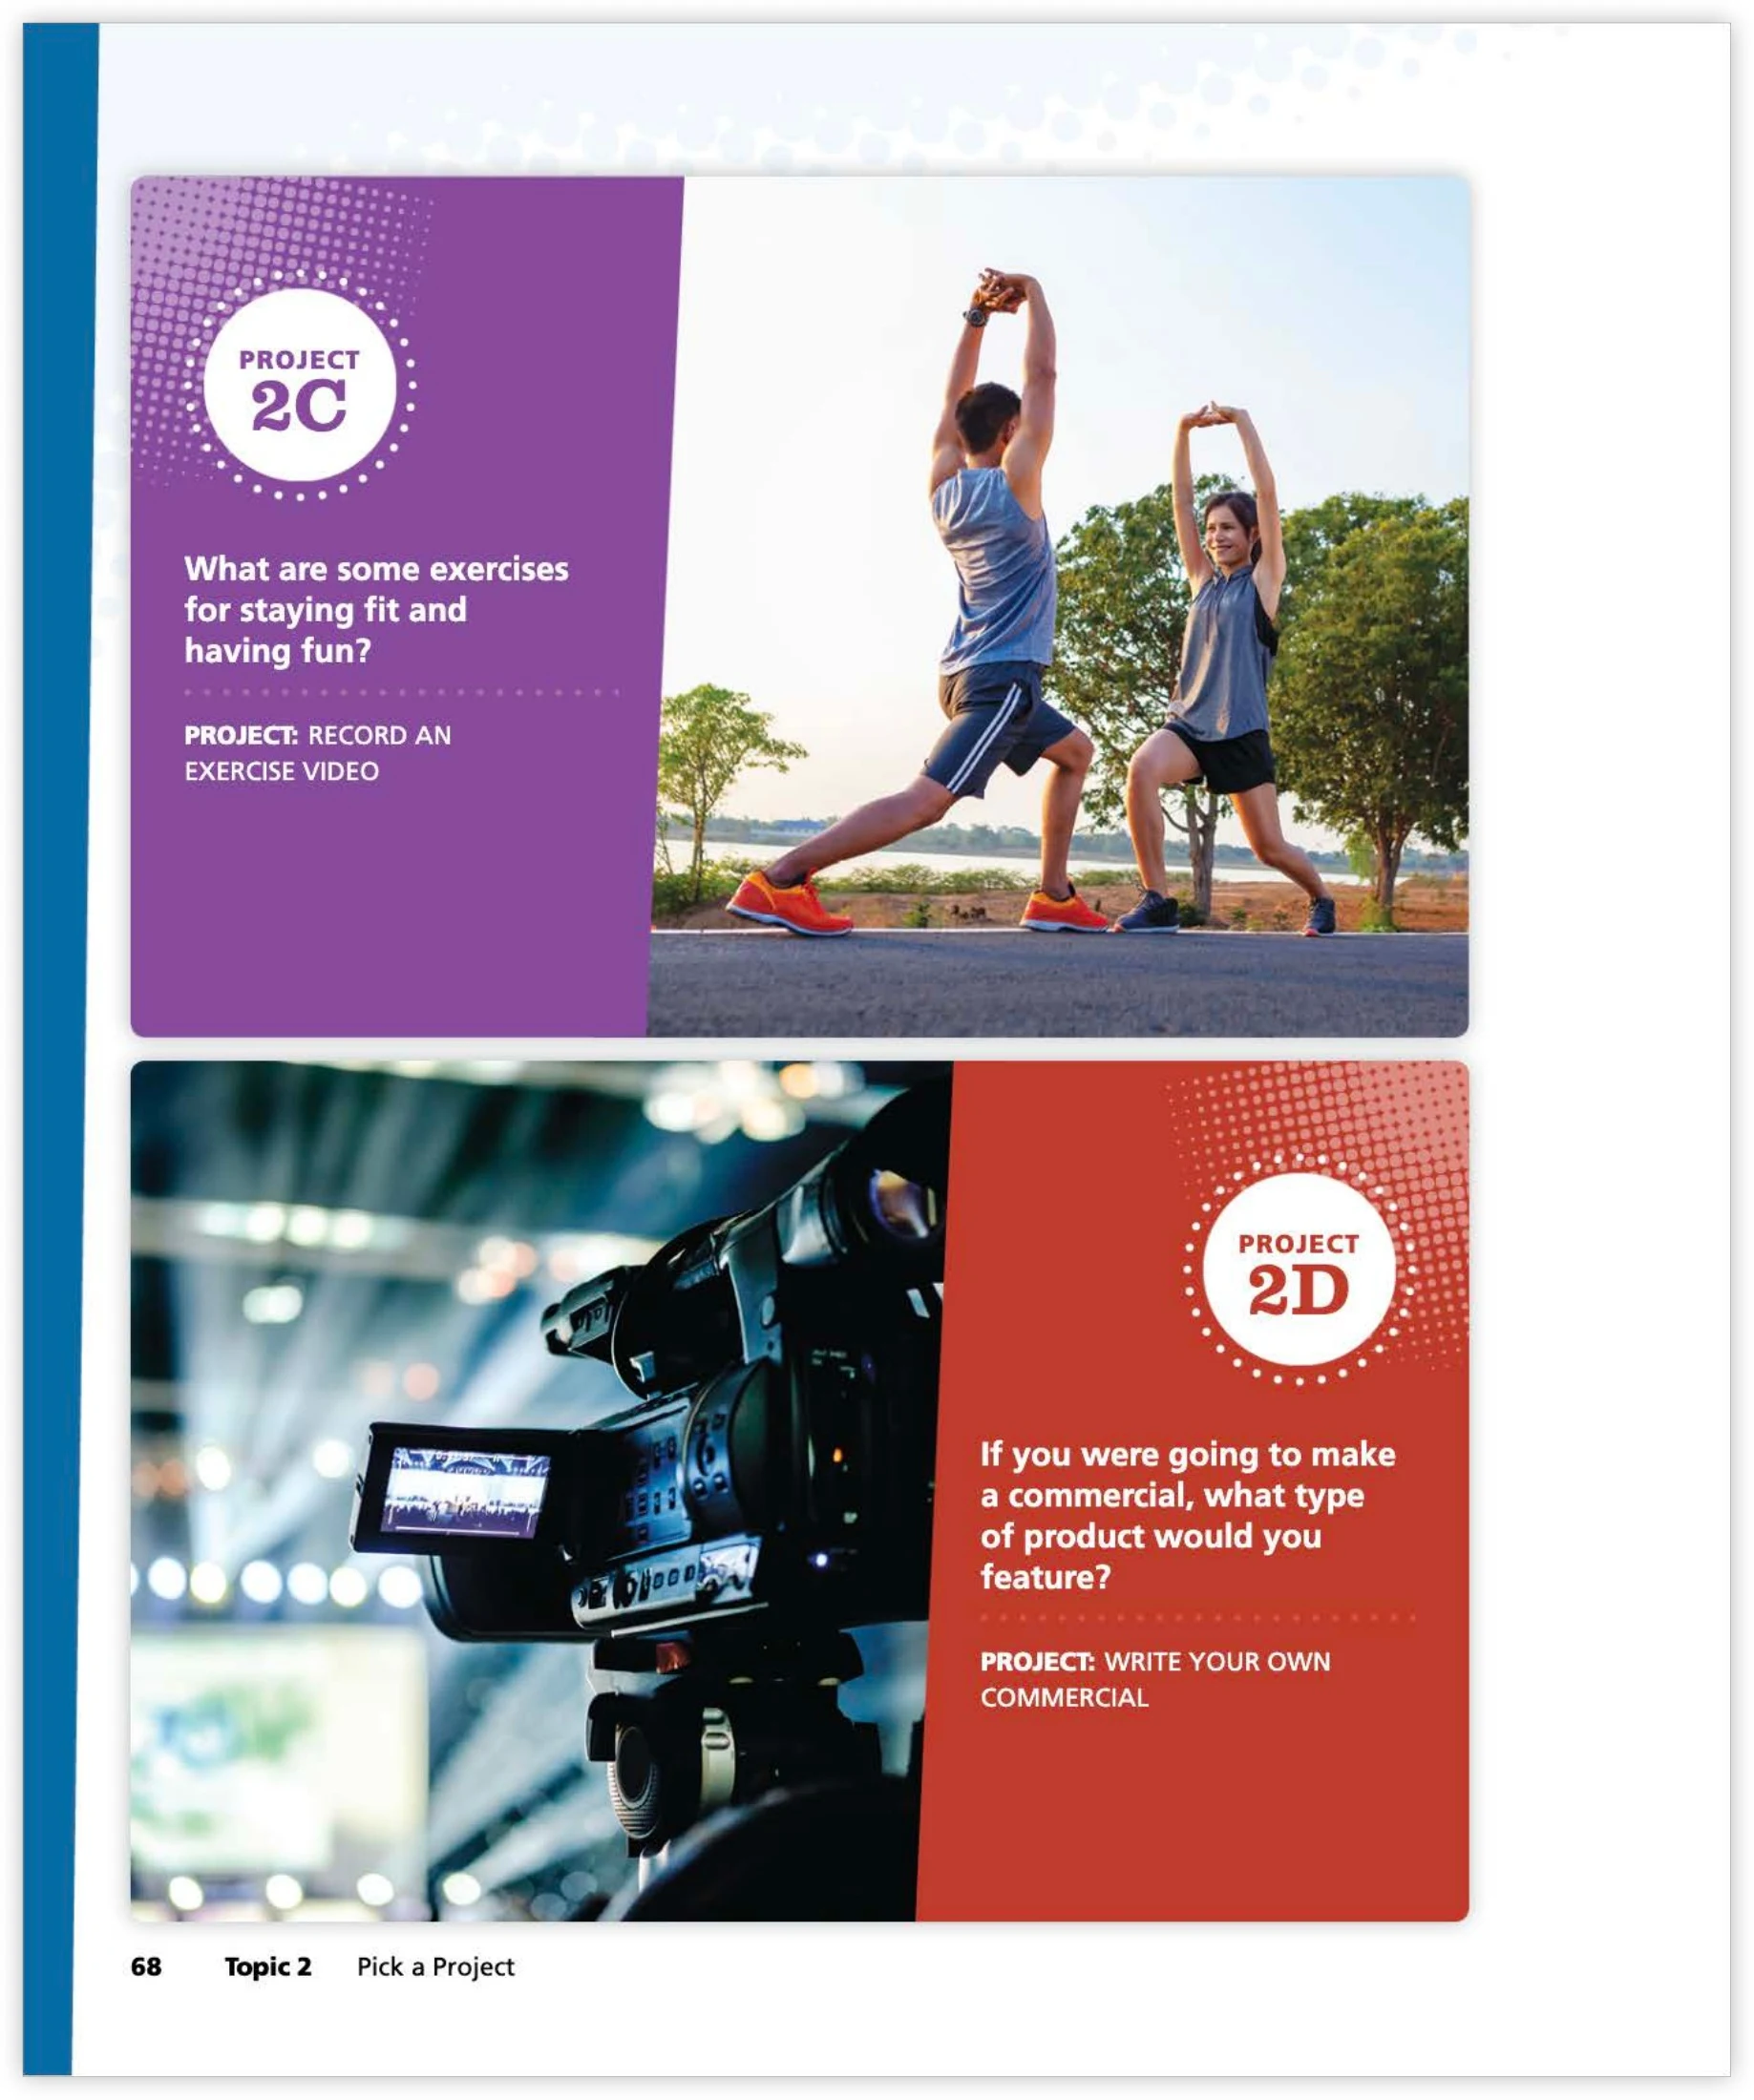 PROJECT
2C
What are some exercises
for staying fit and
having fun?
PROJECT: RECORD AN
EXERCISE VIDEO
PROJECT
2D
If you were going to make
a commercial, what type
of product would you
feature?
PROJECT: WRITE YOUR OWN
COMMERCIAL
68 Topic 2 Pick a Project